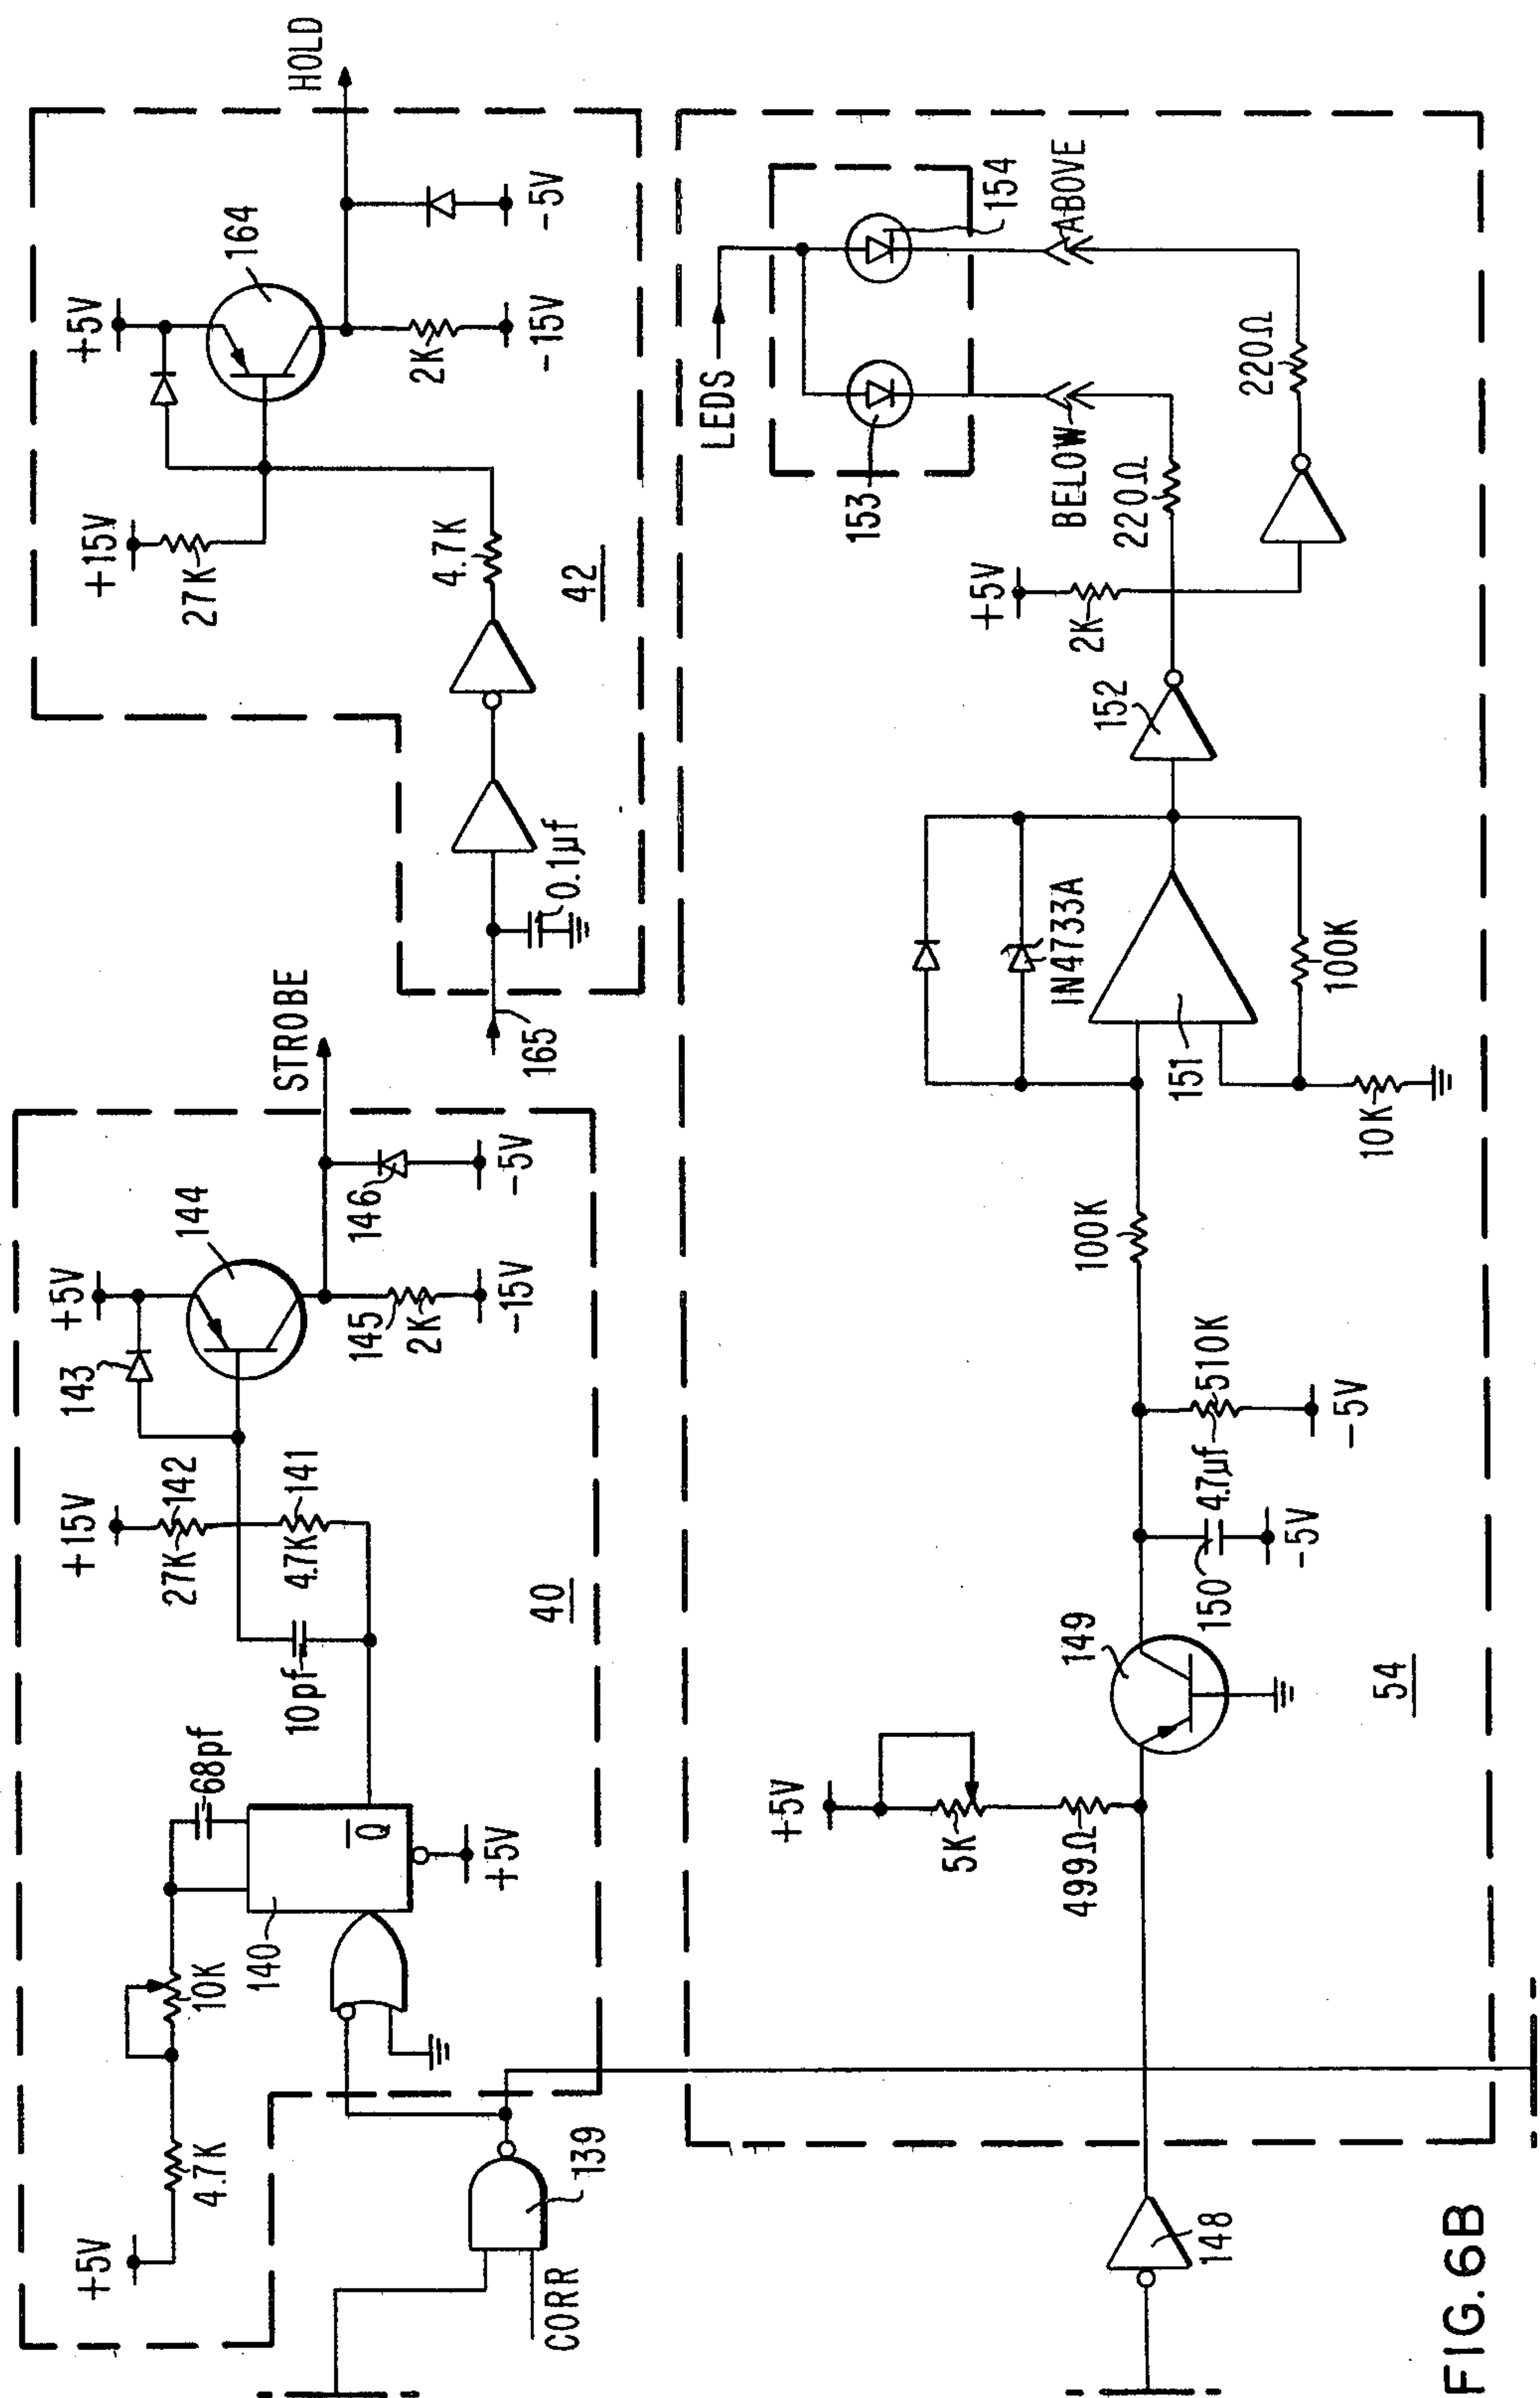 +5V
4.7K
10K
68pf
140
Q
+5V
CORR
139
10pf
+15V
27K
142
4.7K
141
143
+5V
144
145
2K
-15V
146
-5V
STROBE
40
165
0.1µf
42
4.7K
+15V
27K
+5V
164
2K
-15V
-5V
HOLD
148
+5V
5K
499Ω
149
150
4.7µf
-5V
510K
-5V
100K
54
151
IN4733A
100K
10K
152
+5V
2K
220Ω
BELOW
220Ω
ABOVE
153
154
LEDS
FIG.6B